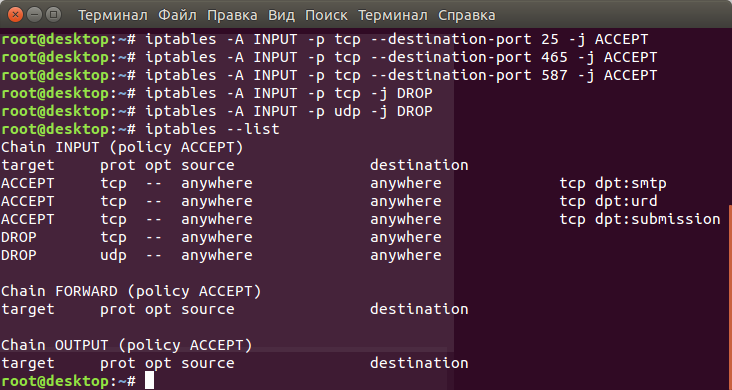 Терминал Файл Правка Вид Поиск Терминал Справка
root@desktop:~# iptables -A INPUT -p tcp --destination-port 25 -j ACCEPT
root@desktop:~# iptables -A INPUT -p tcp --destination-port 465 -j ACCEPT
root@desktop:~# iptables -A INPUT -p tcp --destination-port 587 -j ACCEPT
root@desktop:~# iptables -A INPUT -p tcp -j DROP
root@desktop:~# iptables -A INPUT -p udp -j DROP
root@desktop:~# iptables --list
Chain INPUT (policy ACCEPT)
target     prot opt source               destination
ACCEPT     tcp  --  anywhere             anywhere             tcp dpt:smtp
ACCEPT     tcp  --  anywhere             anywhere             tcp dpt:urd
ACCEPT     tcp  --  anywhere             anywhere             tcp dpt:submission
DROP       tcp  --  anywhere             anywhere
DROP       udp  --  anywhere             anywhere

Chain FORWARD (policy ACCEPT)
target     prot opt source               destination

Chain OUTPUT (policy ACCEPT)
target     prot opt source               destination
root@desktop:~#